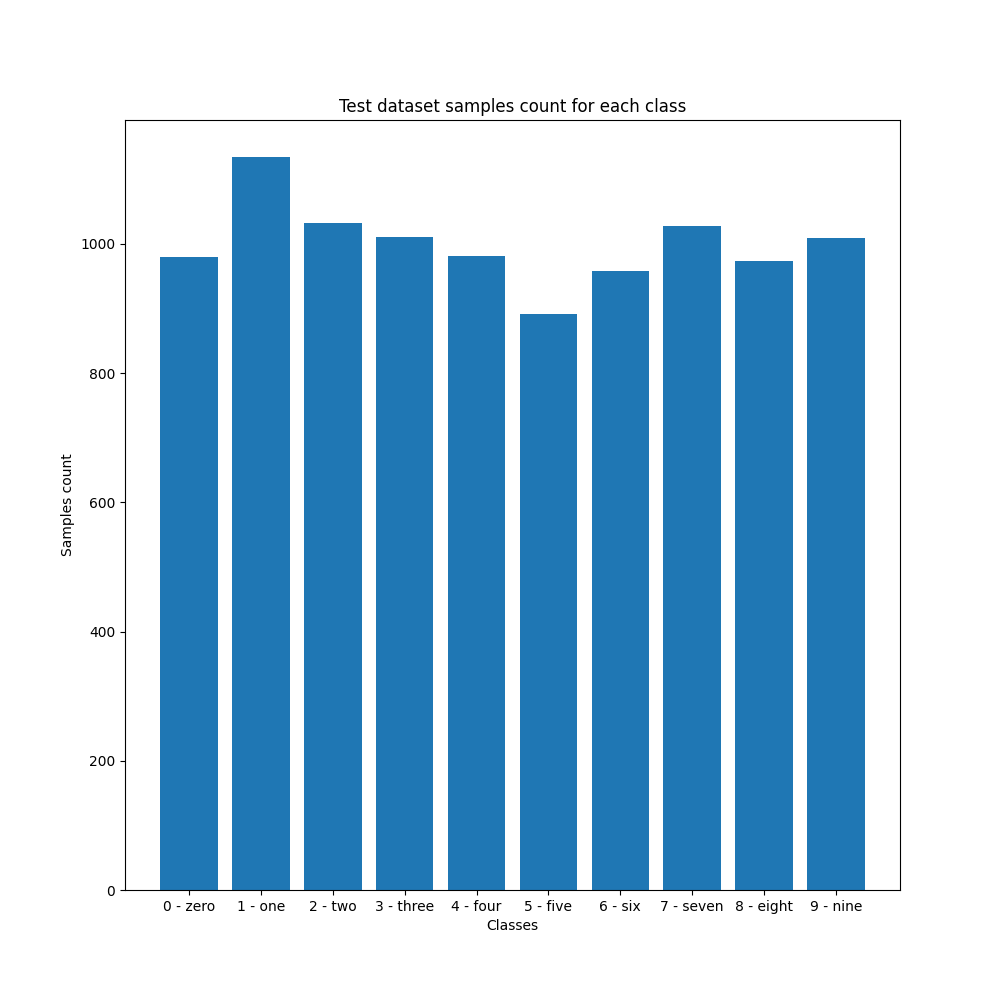 Test dataset samples count for each class
Samples count
1000
800
600
400
200
0
0 - zero 1 - one 2 - two 3 - three 4 - four 5 - five 6 - six 7 - seven 8 - eight 9 - nine
Classes